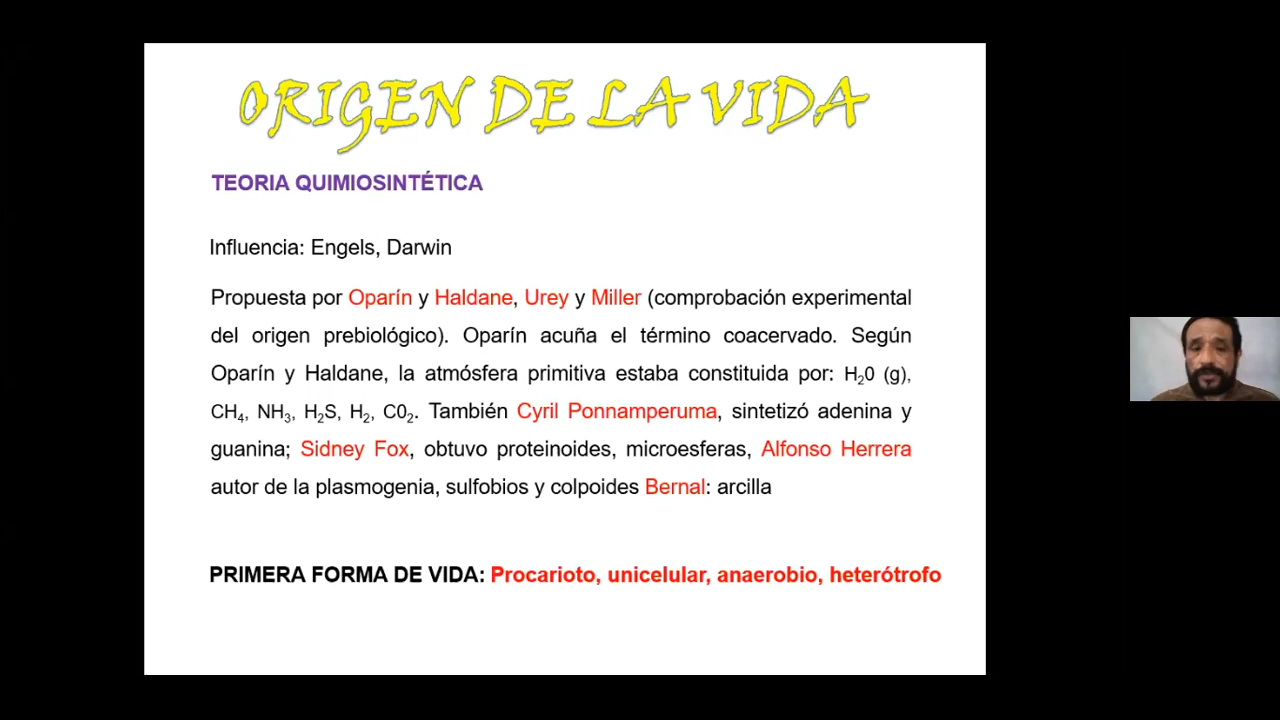 ORIGEN DE LA VIDA
TEORIA QUIMIOSINTÉTICA
Influencia: Engels, Darwin
Propuesta por Oparín y Haldane, Urey y Miller (comprobación experimental
del origen prebiológico). Oparín acuña el término coacervado. Según
Oparín y Haldane, la atmósfera primitiva estaba constituida por: H₂0 (g),
CH₄, NH₃, H₂S, H₂, C0₂. También Cyril Ponnamperuma, sintetizó adenina y
guanina; Sidney Fox, obtuvo proteinoides, microesferas, Alfonso Herrera
autor de la plasmogenia, sulfobios y colpoides Bernal: arcilla
PRIMERA FORMA DE VIDA: Procarioto, unicelular, anaerobio, heterótrofo